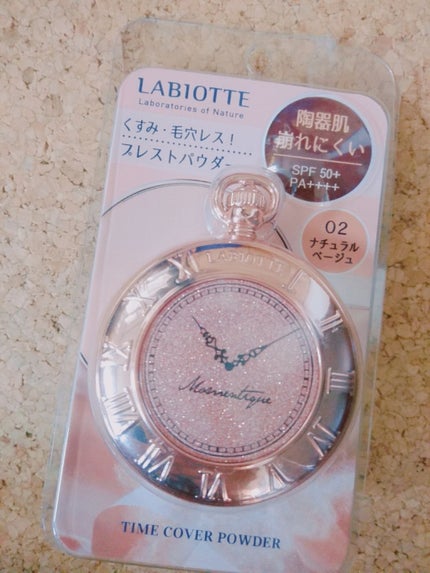 LABIOTTE
Laboratories of Nature
くすみ・毛穴レス!
プレストパウダー
陶器肌
崩れにくい
SPF 50+
PA++++
02
ナチュラル
ベージュ
LABIOTTE
Momentique
TIME COVER POWDER